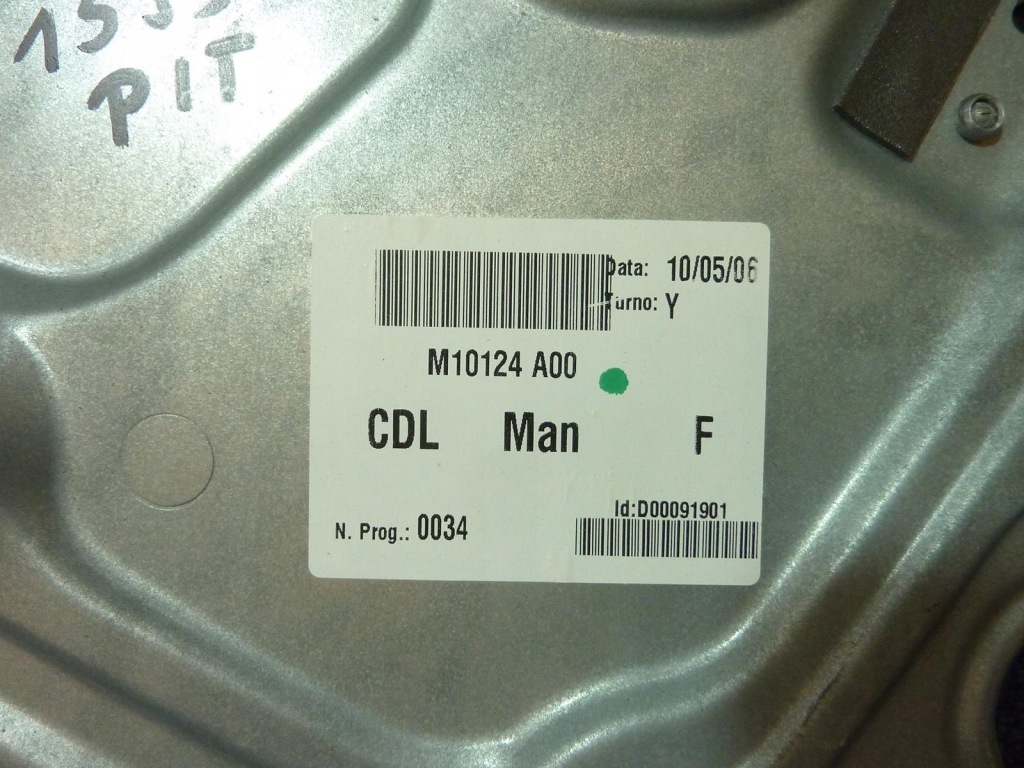 PIT
Data: 10/05/06
Turno: Y
M10124 A00
CDL Man F
Id:D00091901
N. Prog.: 0034